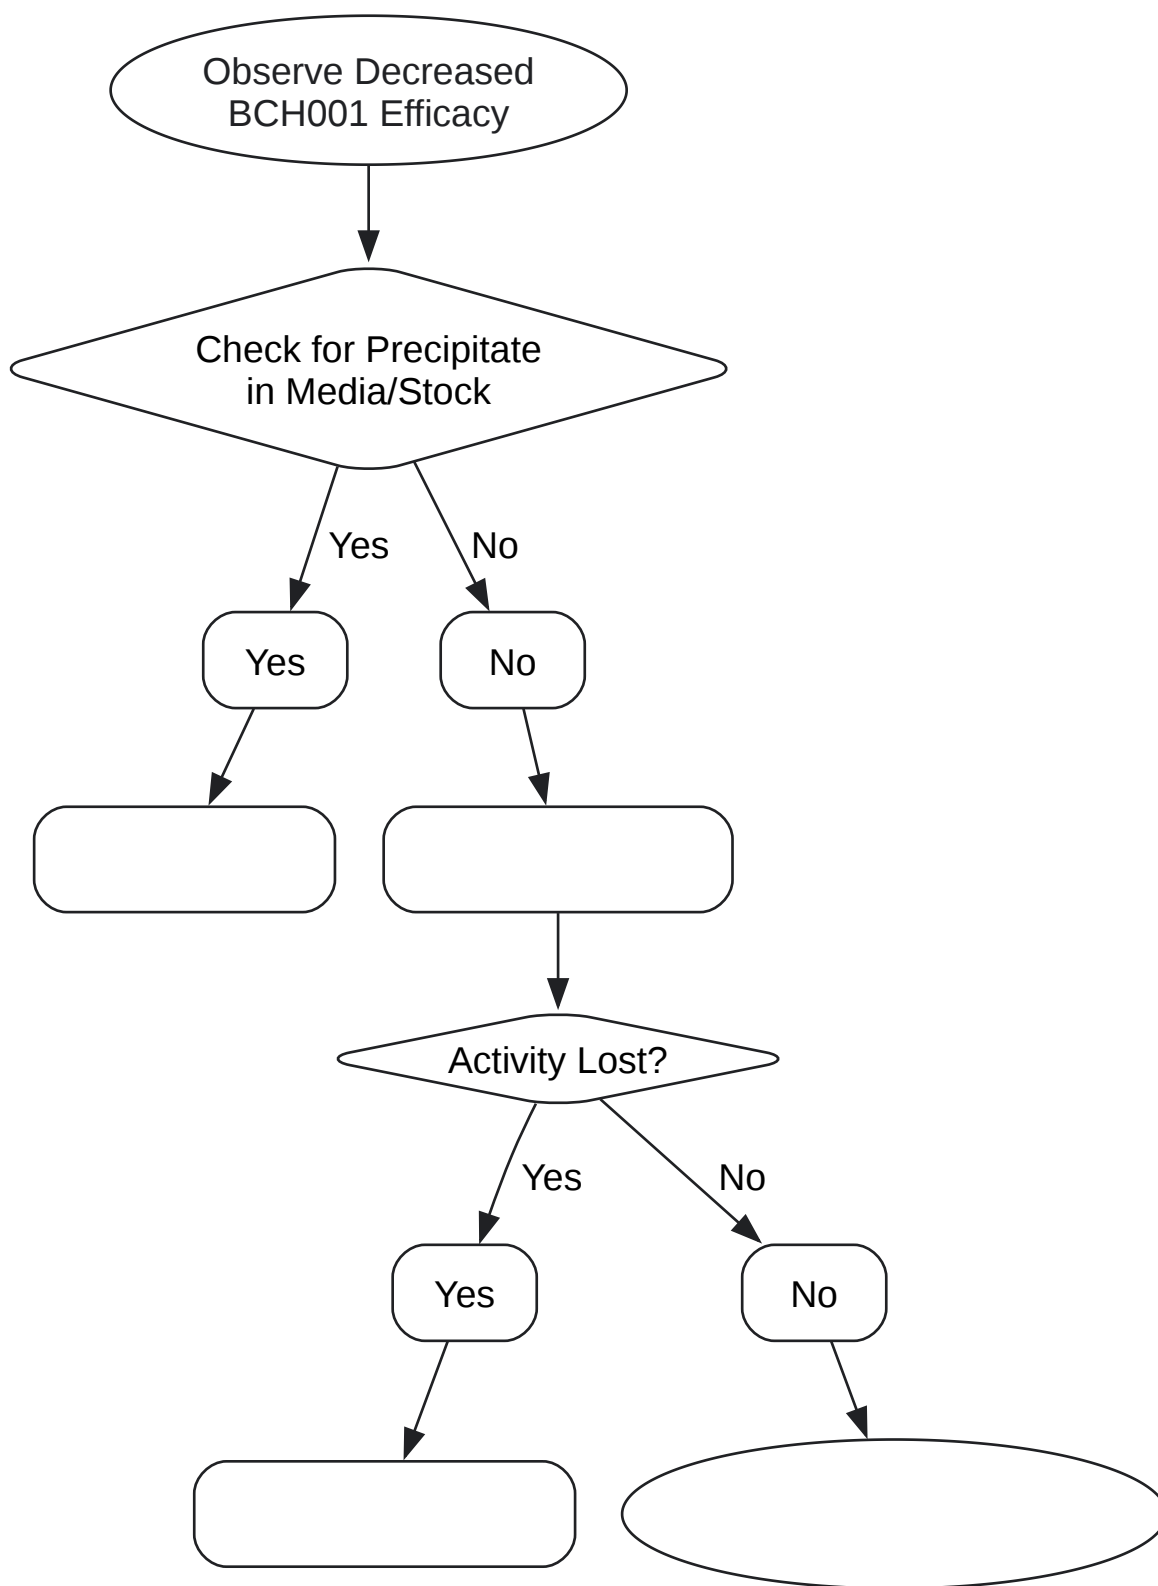 Observe Decreased
BCH001 Efficacy
Check for Precipitate
in Media/Stock
Yes
No
Yes
No
Activity Lost?
Yes
No
Yes
No